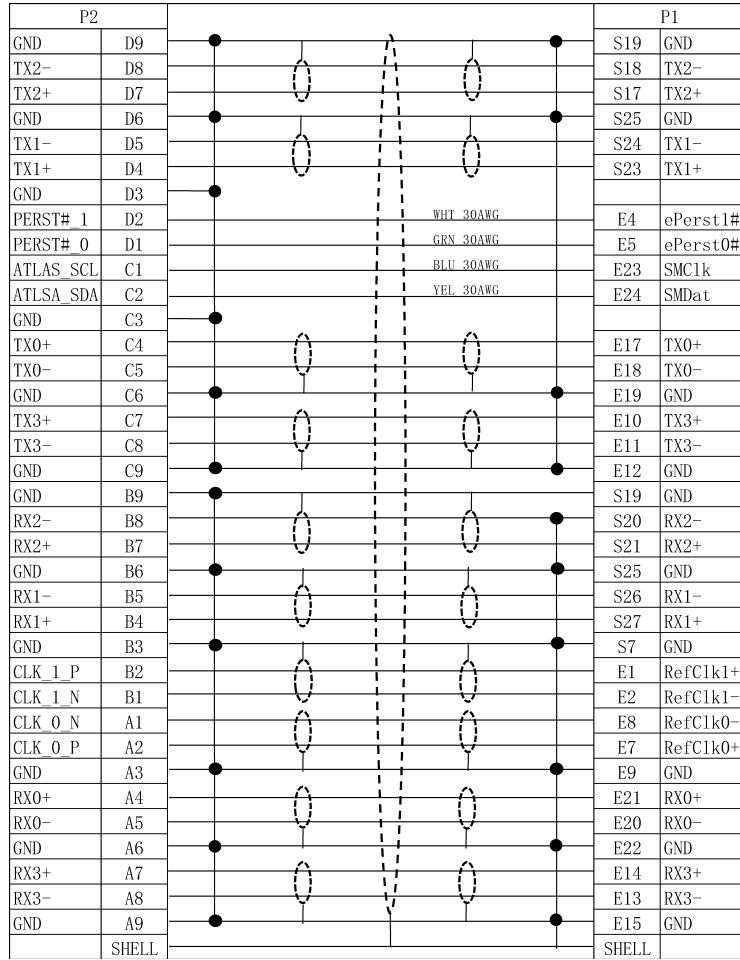 P2 P1
GND D9 S19 GND
TX2- D8 S18 TX2-
TX2+ D7 S17 TX2+
GND D6 S25 GND
TX1- D5 S24 TX1-
TX1+ D4 S23 TX1+
GND D3
PERST#_1 D2 WHT 30AWG E4 ePerst1#
PERST#_0 D1 GRN 30AWG E5 ePerst0#
ATLAS_SCL C1 BLU 30AWG E23 SMClk
ATLSA_SDA C2 YEL 30AWG E24 SMDat
GND C3
TX0+ C4 E17 TX0+
TX0- C5 E18 TX0-
GND C6 E19 GND
TX3+ C7 E10 TX3+
TX3- C8 E11 TX3-
GND C9 E12 GND
GND B9 S19 GND
RX2- B8 S20 RX2-
RX2+ B7 S21 RX2+
GND B6 S25 GND
RX1- B5 S26 RX1-
RX1+ B4 S27 RX1+
GND B3 S7 GND
CLK_1_P B2 E1 RefClk1+
CLK_1_N B1 E2 RefClk1-
CLK_0_N A1 E8 RefClk0-
CLK_0_P A2 E7 RefClk0+
GND A3 E9 GND
RX0+ A4 E21 RX0+
RX0- A5 E20 RX0-
GND A6 E22 GND
RX3+ A7 E14 RX3+
RX3- A8 E13 RX3-
GND A9 E15 GND
SHELL SHELL